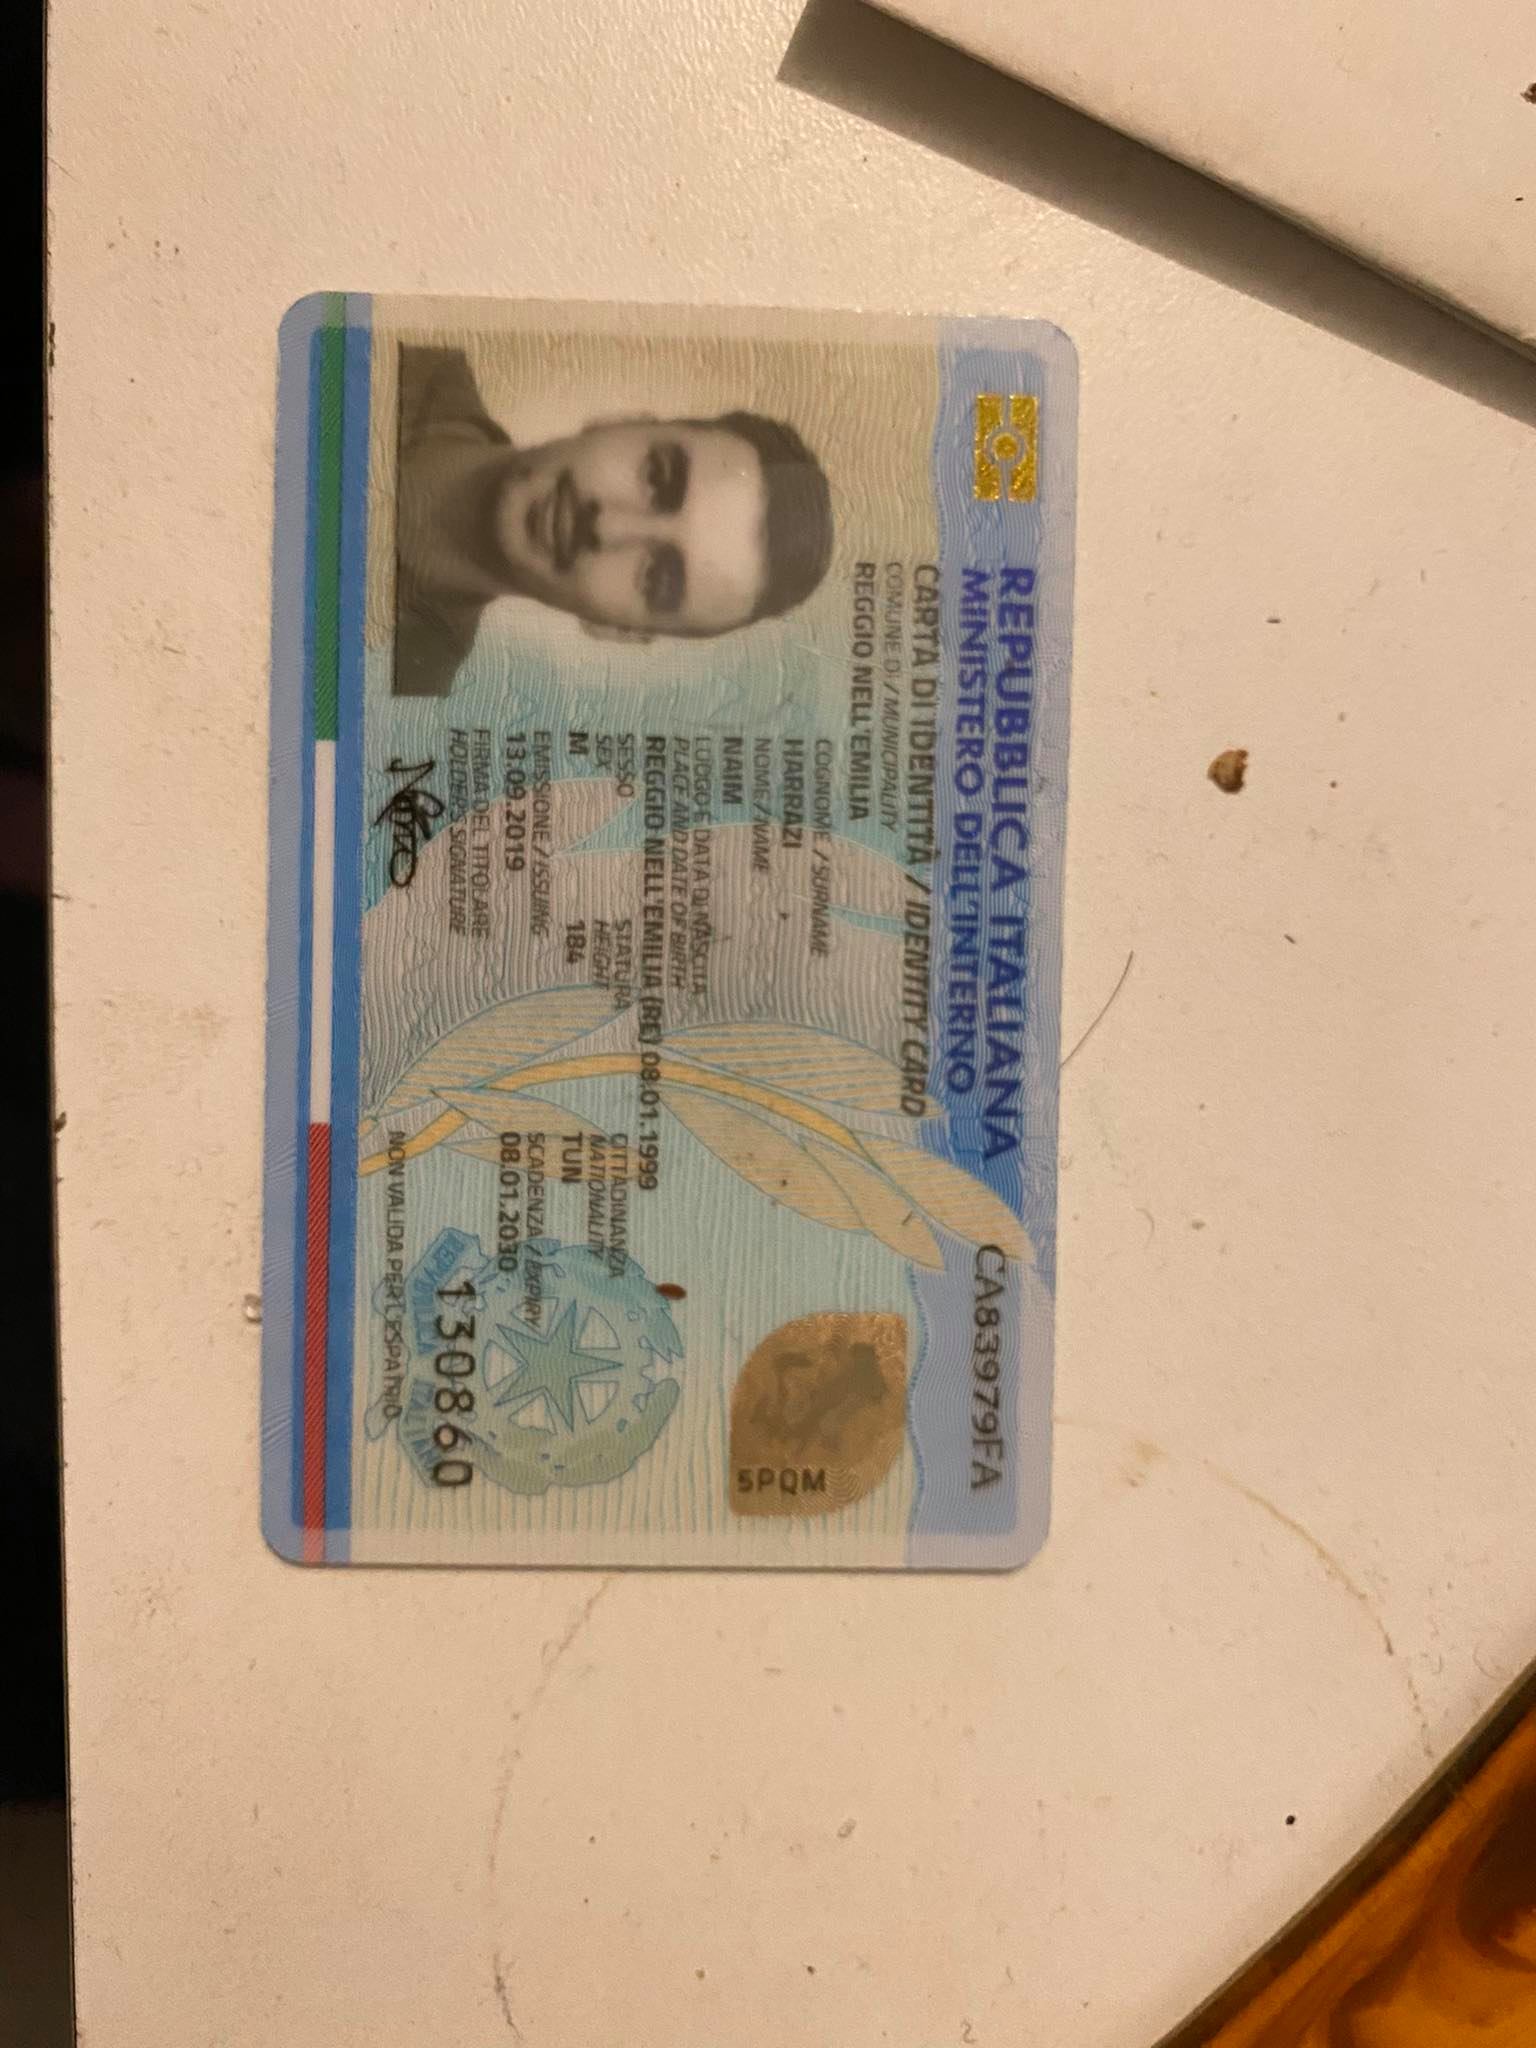 REPUBBLICA ITALIANA
MINISTERO DELL'INTERNO
CA83979FA
CARTA DI IDENTITÀ / IDENTITY CARD
COMUNE DI / MUNICIPALITY
REGGIO NELL'EMILIA
COGNOME / SURNAME
HARRAZI
NOME / NAME
NAIM
LUOGO E DATA DI NASCITA
PLACE AND DATE OF BIRTH
REGGIO NELL'EMILIA (RE) 08.01.1999
SESSO STATURA CITTADINANZA
SEX HEIGHT NATIONALITY
M 184 TUN
EMISSIONE / ISSUING SCADENZA / EXPIRY
13.09.2019 08.01.2030
FIRMA DEL TITOLARE
HOLDER'S SIGNATURE
130860
NON VALIDA PER L'ESPATRIO
5PQM